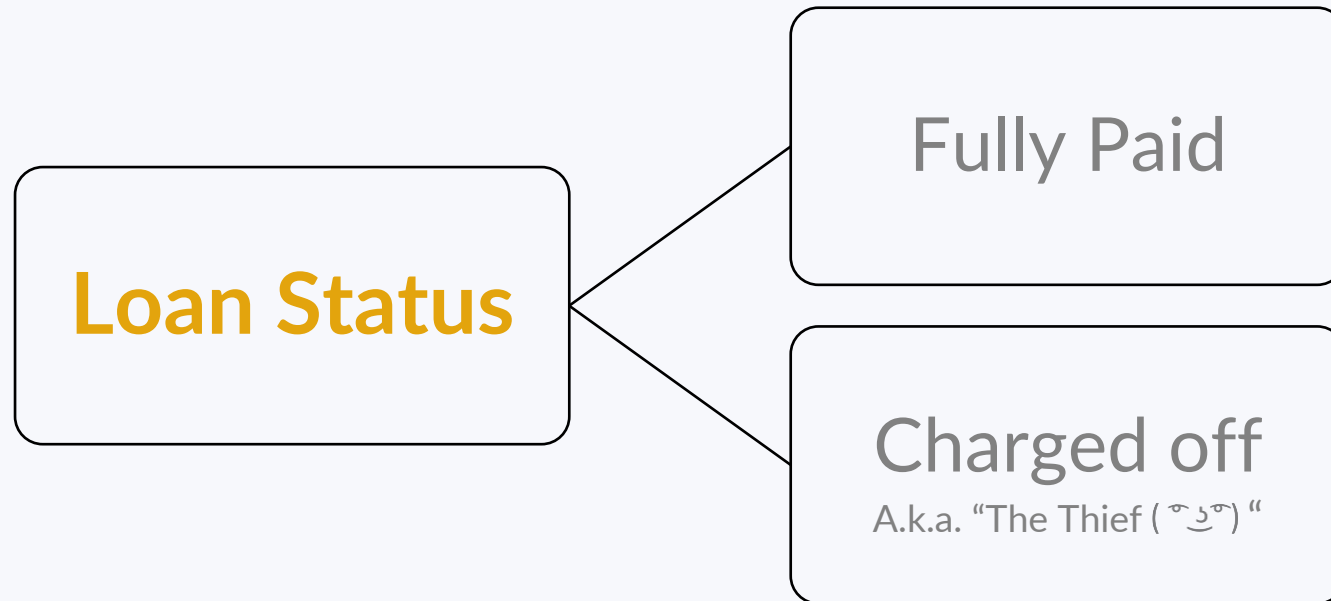 Loan Status
Fully Paid
Charged off
A.k.a. “The Thief ( ͡° ͜ʖ ͡°) “